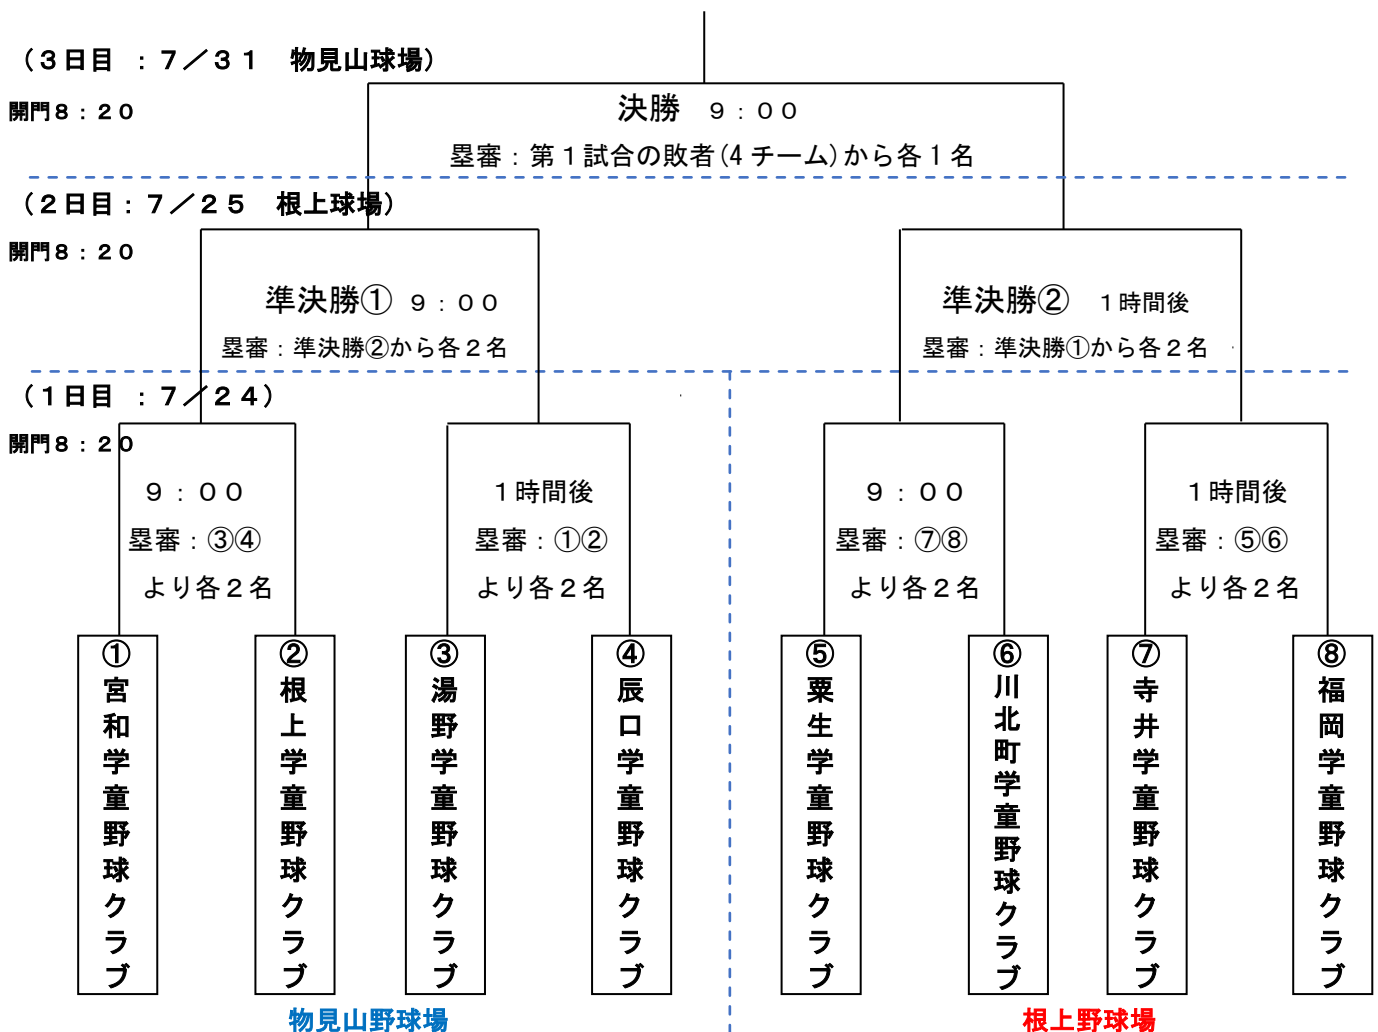 （３日目　：７／３１　物見山球場）
開門８：２０
決勝　９：００
塁審：第１試合の敗者(4 チーム)から各１名
（２日目：７／２５　根上球場）
開門８：２０
準決勝① ９：００
塁審：準決勝②から各２名
準決勝②　１時間後
塁審：準決勝①から各２名
（１日目　：７／２４）
開門８：２０
９：００
塁審：③④
より各２名
１時間後
塁審：①②
より各２名
９：００
塁審：⑦⑧
より各２名
１時間後
塁審：⑤⑥
より各２名
①宮和学童野球クラブ
②根上学童野球クラブ
③湯野学童野球クラブ
④辰口学童野球クラブ
⑤粟生学童野球クラブ
⑥川北町学童野球クラブ
⑦寺井学童野球クラブ
⑧福岡学童野球クラブ
物見山野球場
根上野球場